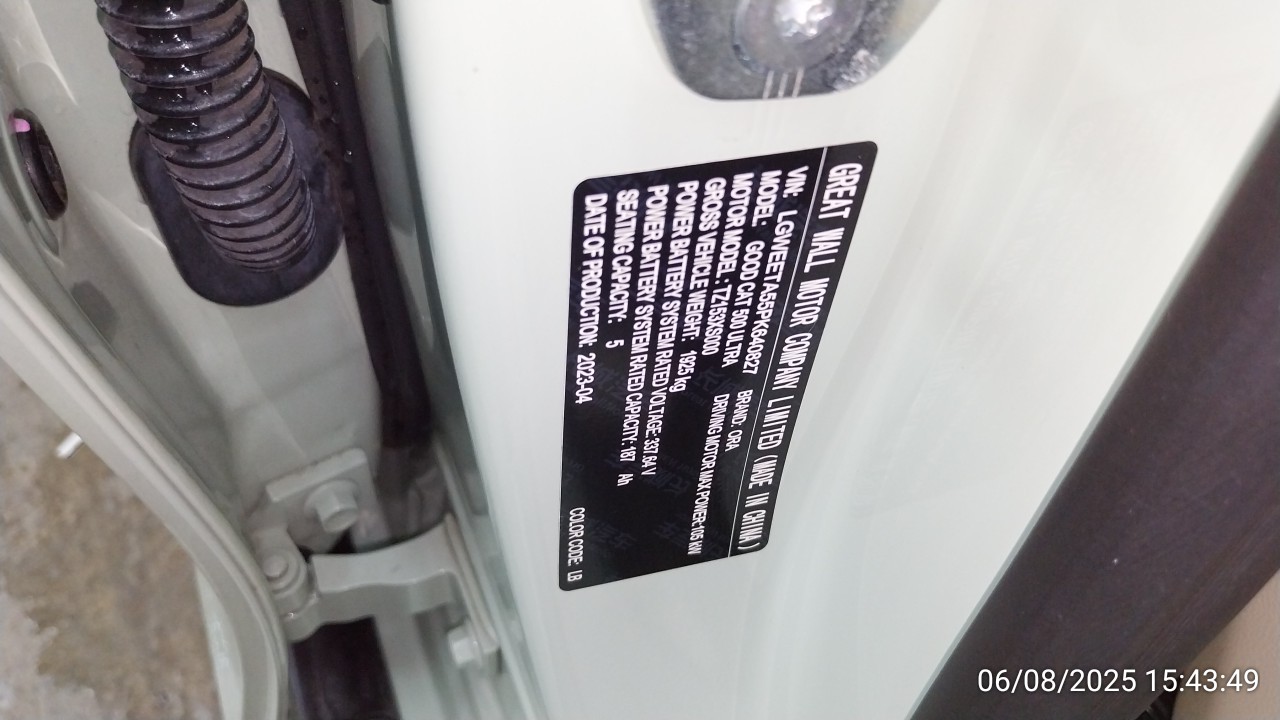 GREAT WALL MOTOR COMPANY LIMITED (MADE IN CHINA)
VIN: LGWEETA55PK640827 BRAND: ORA
MODEL: GOOD CAT 500 ULTRA
MOTOR MODEL: TZ453XS000 DRIVING MOTOR MAX POWER:105 kW
GROSS VEHICLE WEIGHT: 1925 kg
POWER BATTERY SYSTEM RATED VOLTAGE: 337.64 V
POWER BATTERY SYSTEM RATED CAPACITY: 187 Ah
SEATING CAPACITY: 5
DATE OF PRODUCTION: 2023-04 COLOR CODE: LB
06/08/2025 15:43:49